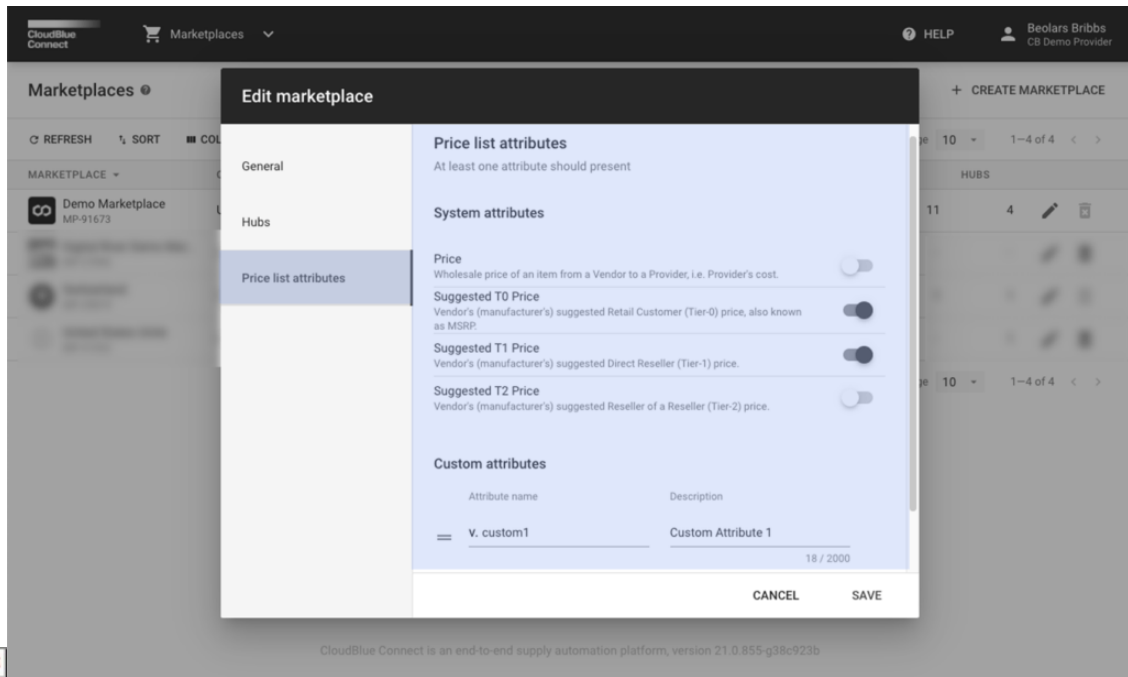 CloudBlue
Connect
Marketplaces
HELP
Beolars Bribbs
CB Demo Provider
Marketplaces
+ CREATE MARKETPLACE
REFRESH
SORT
COL
10
1–4 of 4
MARKETPLACE
HUBS
Demo Marketplace
MP-91673
11
4
10
1–4 of 4
Edit marketplace
General
Hubs
Price list attributes
Price list attributes
At least one attribute should present
System attributes
Price
Wholesale price of an item from a Vendor to a Provider, i.e. Provider's cost.
Suggested T0 Price
Vendor's (manufacturer's) suggested Retail Customer (Tier-0) price, also known
as MSRP.
Suggested T1 Price
Vendor's (manufacturer's) suggested Direct Reseller (Tier-1) price.
Suggested T2 Price
Vendor's (manufacturer's) suggested Reseller of a Reseller (Tier-2) price.
Custom attributes
Attribute name
Description
v. custom1
Custom Attribute 1
18 / 2000
CANCEL
SAVE
CloudBlue Connect is an end-to-end supply automation platform, version 21.0.855-g38c923b